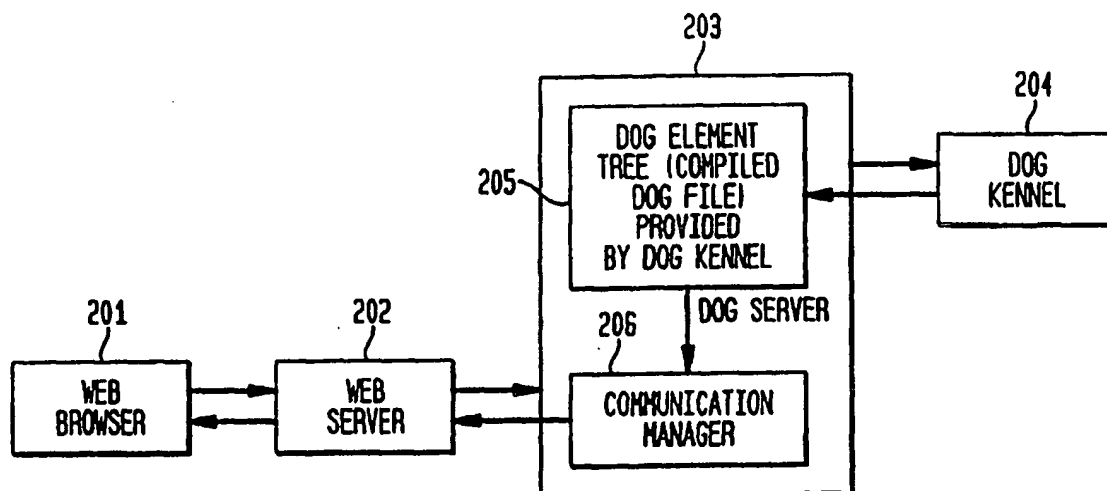 203
204
DOG ELEMENT
TREE (COMPILED
DOG FILE)
PROVIDED
BY DOG KENNEL
205
DOG
KENNEL
DOG SERVER
201
202
206
WEB
BROWSER
WEB
SERVER
COMMUNICATION
MANAGER